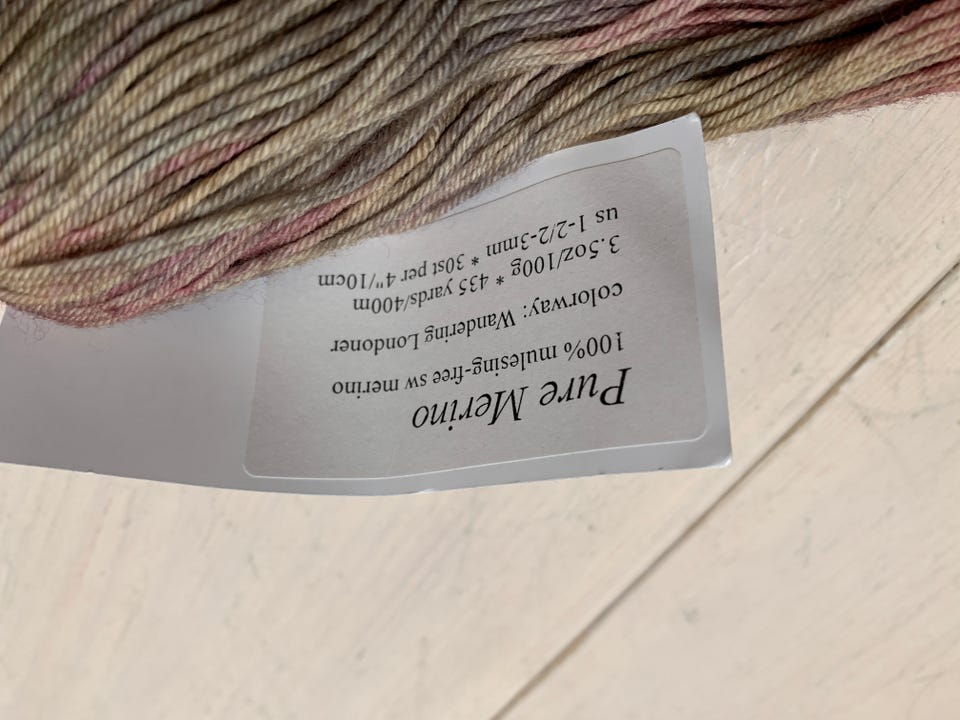 Pure Merino
100% mulesing-free sw merino
colorway: Wandering Londoner
3.5oz/100g * 435 yards/400m
us 1-2/2-3mm * 30st per 4"/10cm